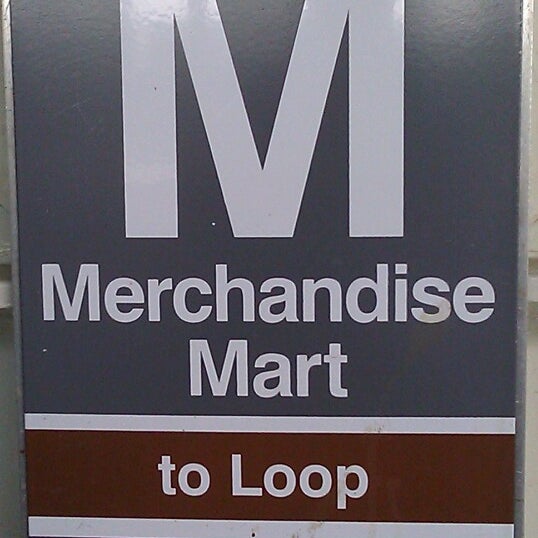 M
Merchandise
Mart
to Loop